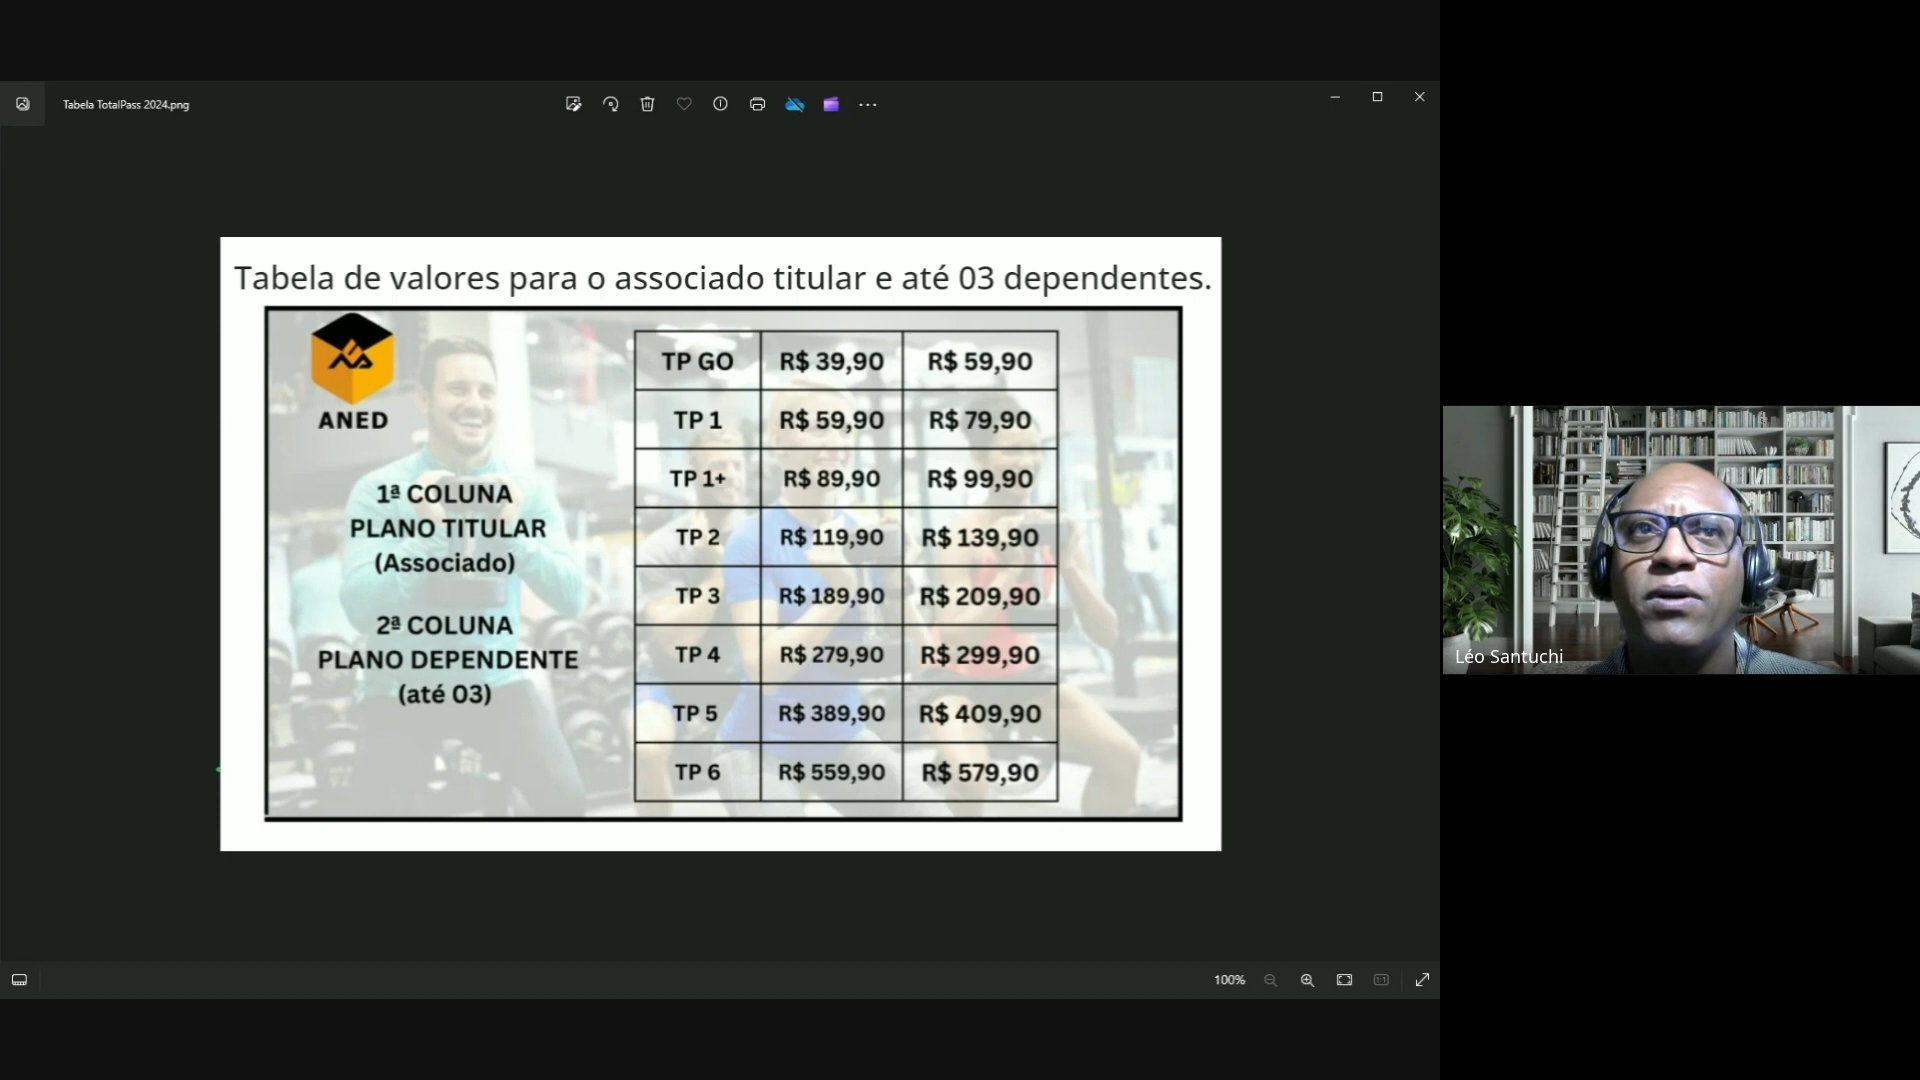 Tabela TotalPass 2024.png
Tabela de valores para o associado titular e até 03 dependentes.
ANED
1ª COLUNA
PLANO TITULAR
(Associado)
2ª COLUNA
PLANO DEPENDENTE
(até 03)
TP GO R$ 39,90 R$ 59,90
TP 1 R$ 59,90 R$ 79,90
TP 1+ R$ 89,90 R$ 99,90
TP 2 R$ 119,90 R$ 139,90
TP 3 R$ 189,90 R$ 209,90
TP 4 R$ 279,90 R$ 299,90
TP 5 R$ 389,90 R$ 409,90
TP 6 R$ 559,90 R$ 579,90
Léo Santuchi
100%